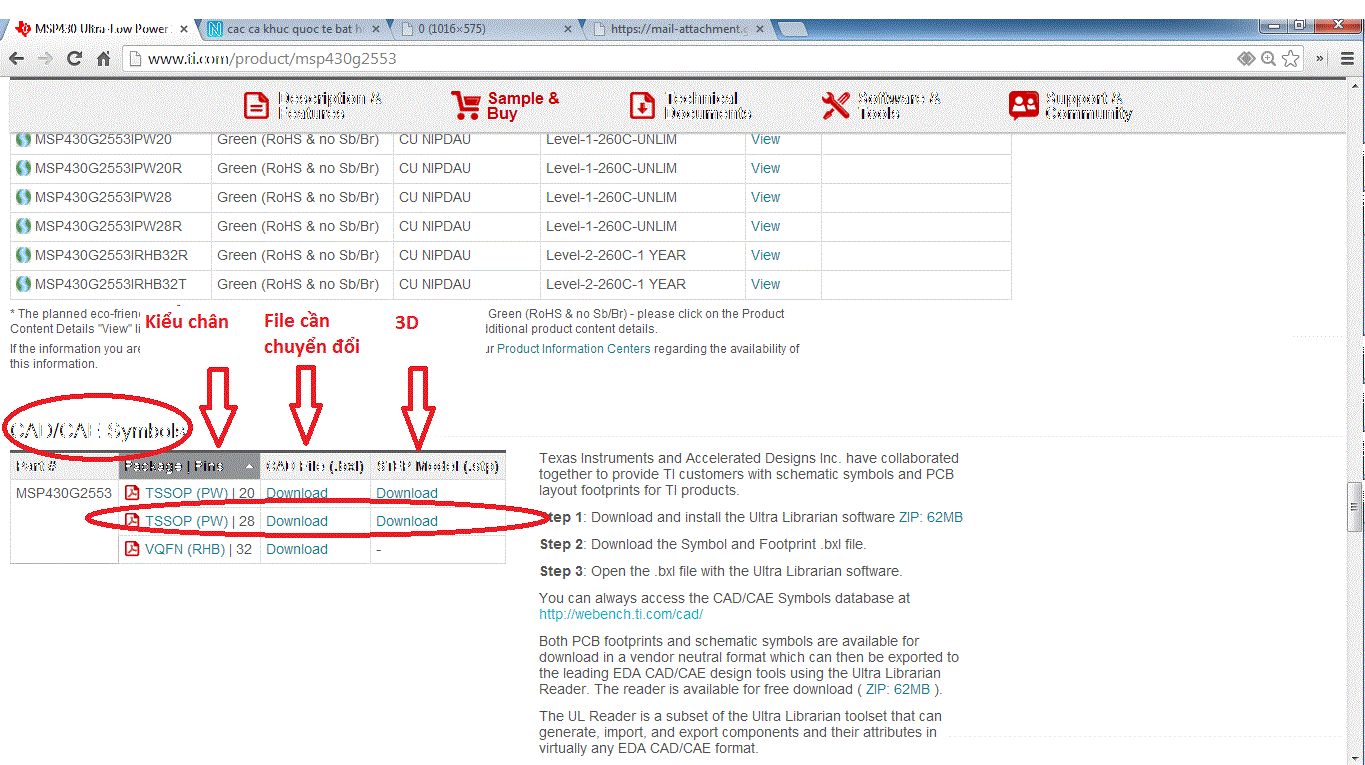 MSP430 Ultra-Low Power
cac ca khuc quoc te bat h
0 (1016×575)
https://mail-attachment.g
www.ti.com/product/msp430g2553
Description & Features
Sample & Buy
Technical Documents
Software & Tools
Support & Community
MSP430G2553IPW20 Green (RoHS & no Sb/Br) CU NIPDAU Level-1-260C-UNLIM View
MSP430G2553IPW20R Green (RoHS & no Sb/Br) CU NIPDAU Level-1-260C-UNLIM View
MSP430G2553IPW28 Green (RoHS & no Sb/Br) CU NIPDAU Level-1-260C-UNLIM View
MSP430G2553IPW28R Green (RoHS & no Sb/Br) CU NIPDAU Level-1-260C-UNLIM View
MSP430G2553IRHB32R Green (RoHS & no Sb/Br) CU NIPDAU Level-2-260C-1 YEAR View
MSP430G2553IRHB32T Green (RoHS & no Sb/Br) CU NIPDAU Level-2-260C-1 YEAR View
* The planned eco-frien Green (RoHS & no Sb/Br) - please click on the Product
Content Details "View" li ditional product content details.
If the information you are ur Product Information Centers regarding the availability of
this information.
Kiểu chân
File cần
chuyển đổi
3D
CAD/CAE Symbols
Part # Package | Pins CAD File (.bxl) STEP Model (.stp)
MSP430G2553 TSSOP (PW) | 20 Download Download
TSSOP (PW) | 28 Download Download
VQFN (RHB) | 32 Download -
Texas Instruments and Accelerated Designs Inc. have collaborated
together to provide TI customers with schematic symbols and PCB
layout footprints for TI products.
Step 1: Download and install the Ultra Librarian software ZIP: 62MB
Step 2: Download the Symbol and Footprint .bxl file.
Step 3: Open the .bxl file with the Ultra Librarian software.
You can always access the CAD/CAE Symbols database at
http://webench.ti.com/cad/
Both PCB footprints and schematic symbols are available for
download in a vendor neutral format which can then be exported to
the leading EDA CAD/CAE design tools using the Ultra Librarian
Reader. The reader is available for free download ( ZIP: 62MB ).
The UL Reader is a subset of the Ultra Librarian toolset that can
generate, import, and export components and their attributes in
virtually any EDA CAD/CAE format.